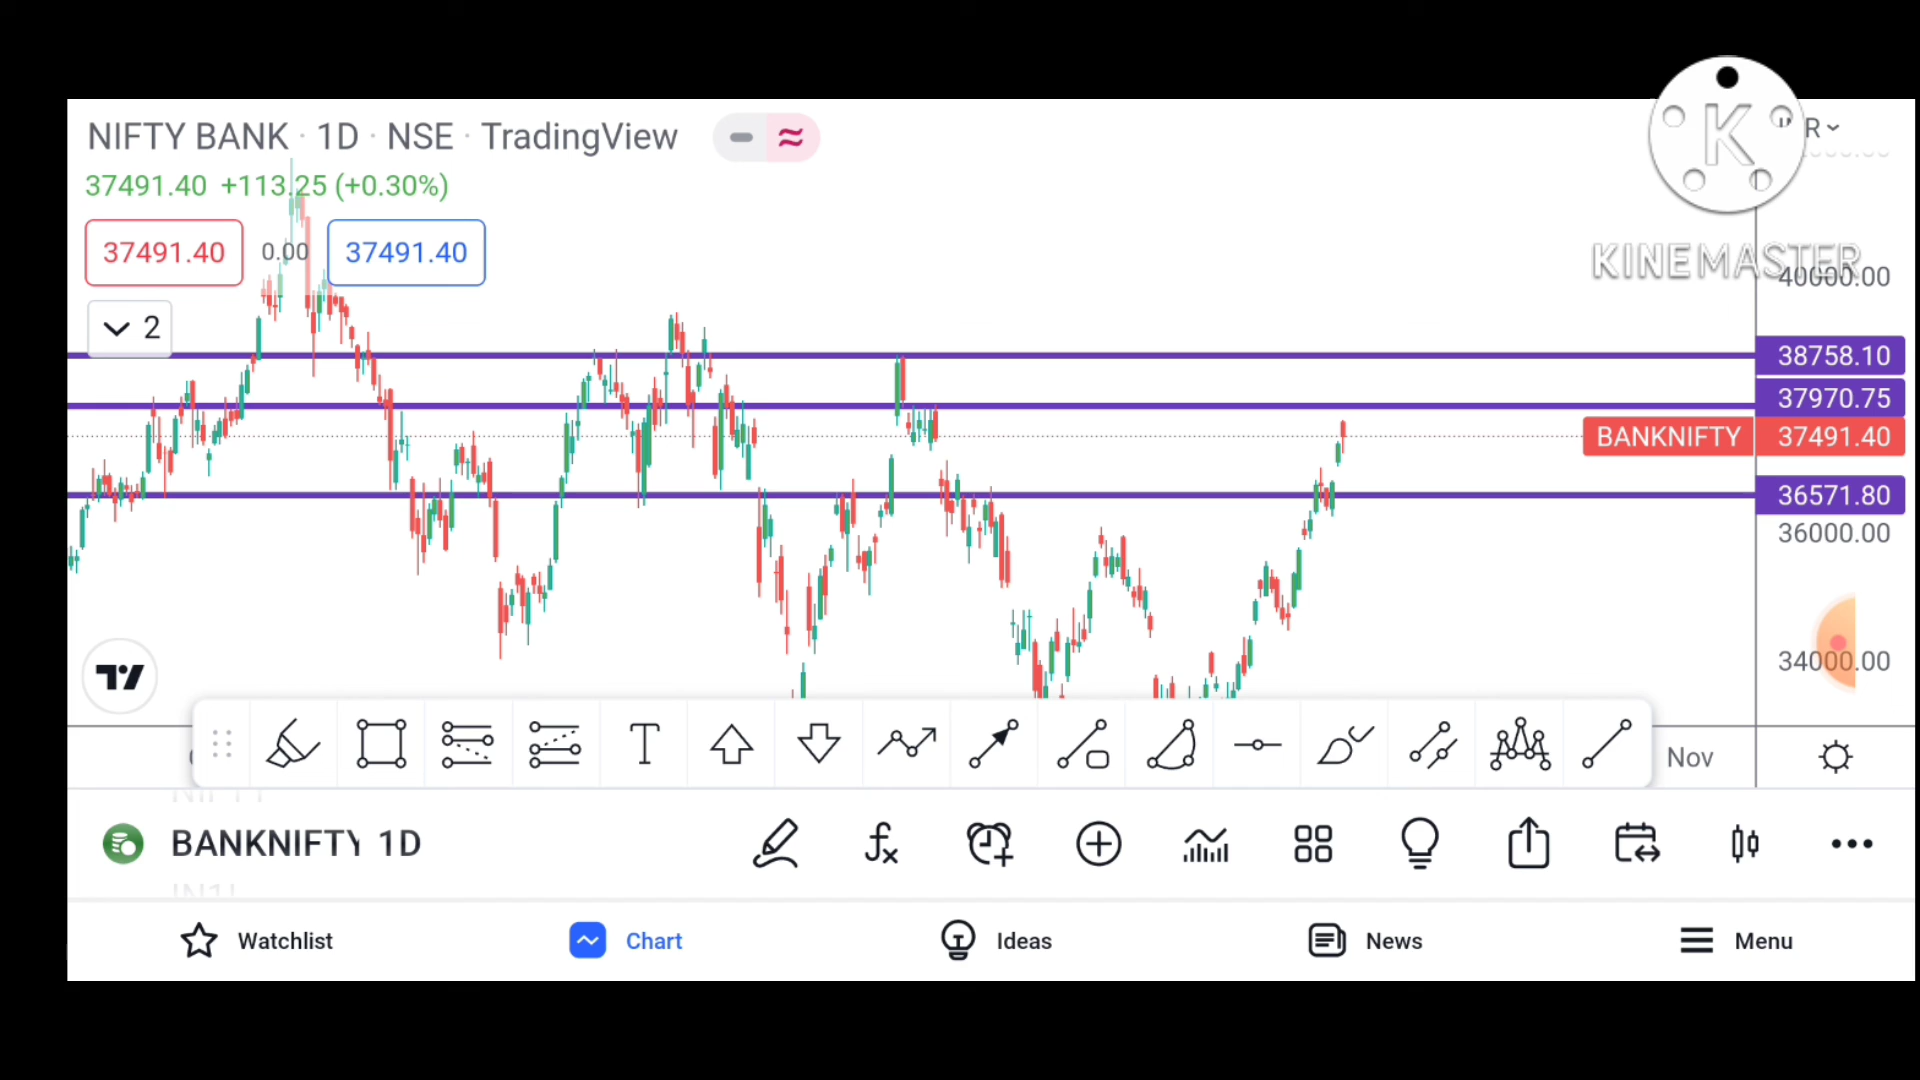 NIFTY BANK · 1D · NSE · TradingView
37491.40 +113.25 (+0.30%)
37491.40 0.00 37491.40
2
KINEMASTER
40000.00
38758.10
37970.75
BANKNIFTY 37491.40
36571.80
36000.00
34000.00
Nov
BANKNIFTY 1D
Watchlist Chart Ideas News Menu